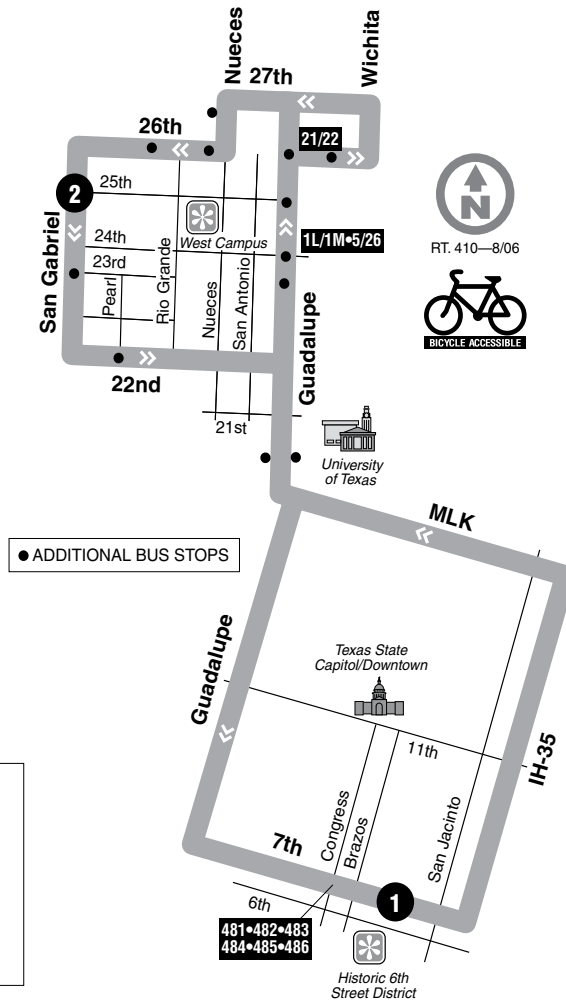 Nueces
Wichita
27th
26th
21/22
2
25th
West Campus
1L/1M•5/26
N
RT. 410—8/06
24th
23rd
San Gabriel
Pearl
Rio Grande
Nueces
San Antonio
Guadalupe
BICYCLE ACCESSIBLE
22nd
21st
University
of Texas
MLK
● ADDITIONAL BUS STOPS
Guadalupe
Texas State
Capitol/Downtown
11th
IH-35
Congress
Brazos
San Jacinto
7th
1
6th
481•482•483
484•485•486
Historic 6th
Street District